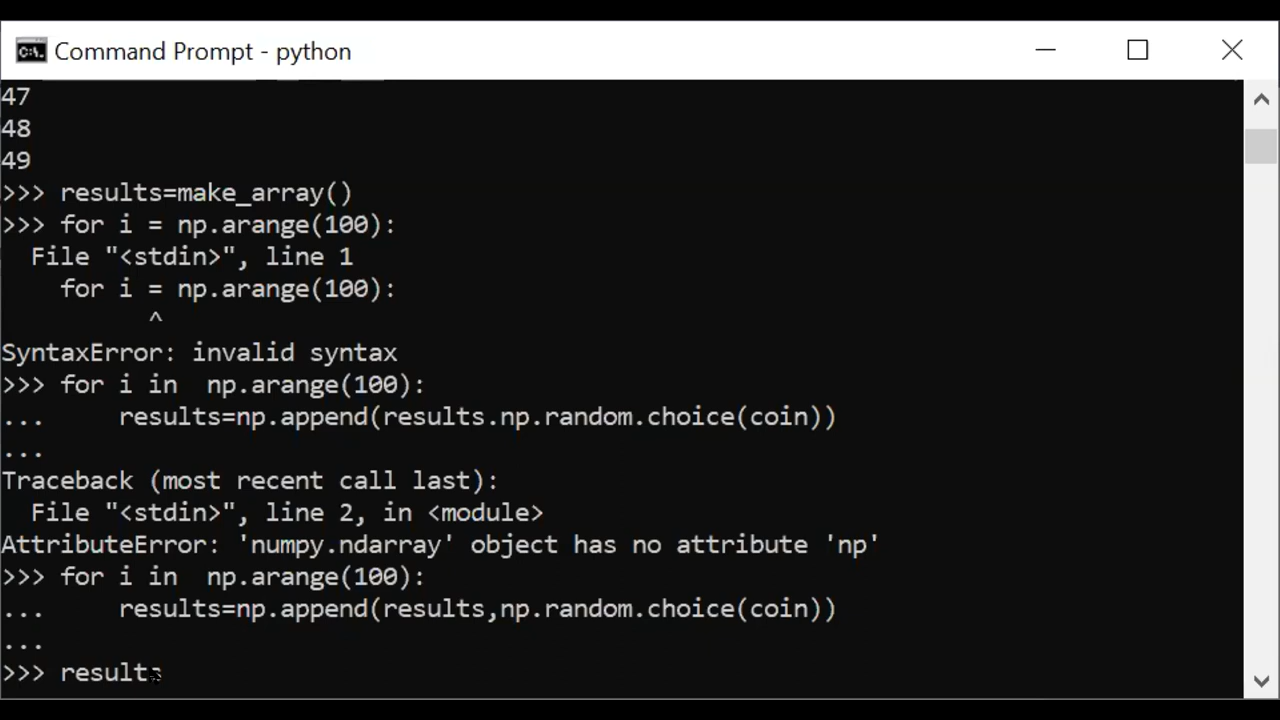 Command Prompt - python
47
48
49
>>> results=make_array()
>>> for i = np.arange(100):
  File "<stdin>", line 1
    for i = np.arange(100):
          ^
SyntaxError: invalid syntax
>>> for i in  np.arange(100):
...     results=np.append(results.np.random.choice(coin))
...
Traceback (most recent call last):
  File "<stdin>", line 2, in <module>
AttributeError: 'numpy.ndarray' object has no attribute 'np'
>>> for i in  np.arange(100):
...     results=np.append(results,np.random.choice(coin))
...
>>> results